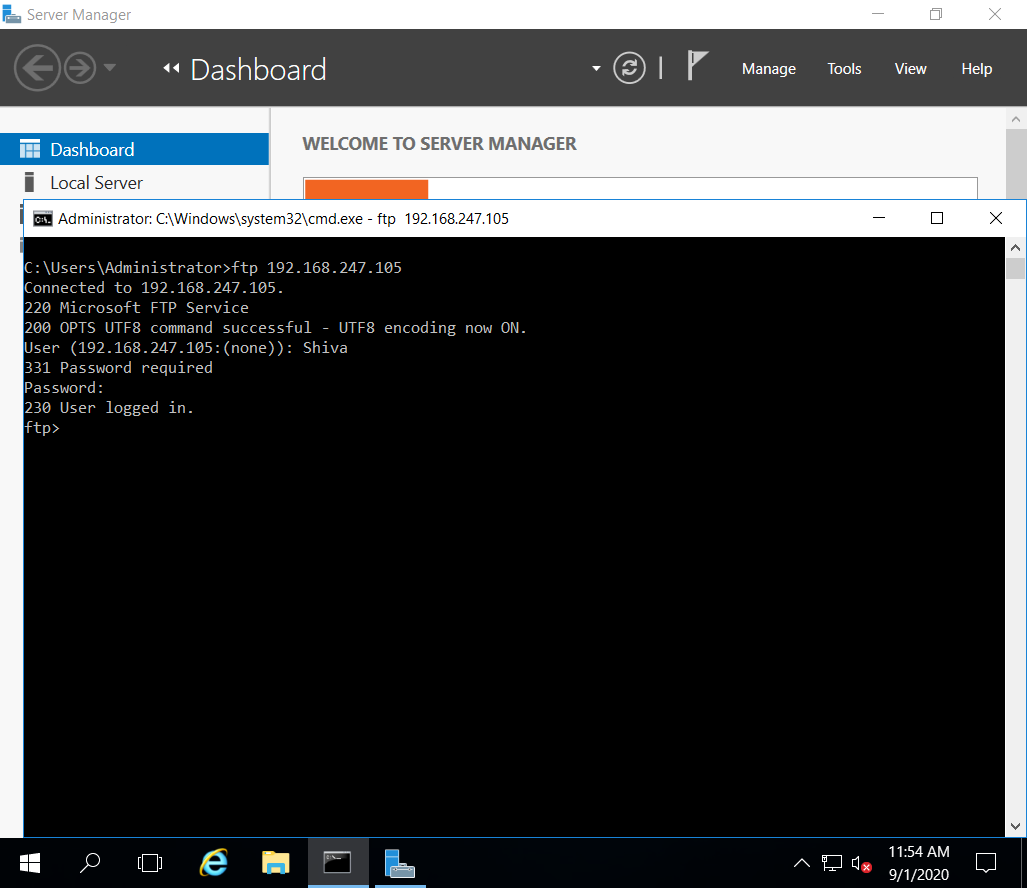 Server Manager
Dashboard
Manage Tools View Help
Dashboard
WELCOME TO SERVER MANAGER
Local Server
Administrator: C:\Windows\system32\cmd.exe - ftp  192.168.247.105
C:\Users\Administrator>ftp 192.168.247.105
Connected to 192.168.247.105.
220 Microsoft FTP Service
200 OPTS UTF8 command successful - UTF8 encoding now ON.
User (192.168.247.105:(none)): Shiva
331 Password required
Password:
230 User logged in.
ftp>
11:54 AM
9/1/2020